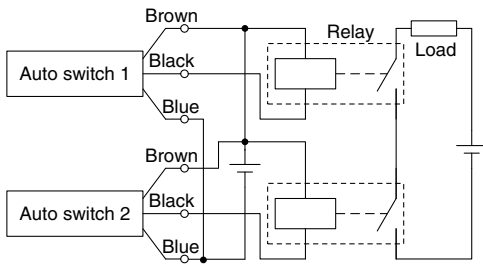 Brown
Relay
Auto switch 1
Black
Load
Blue
Brown
Auto switch 2
Black
Blue